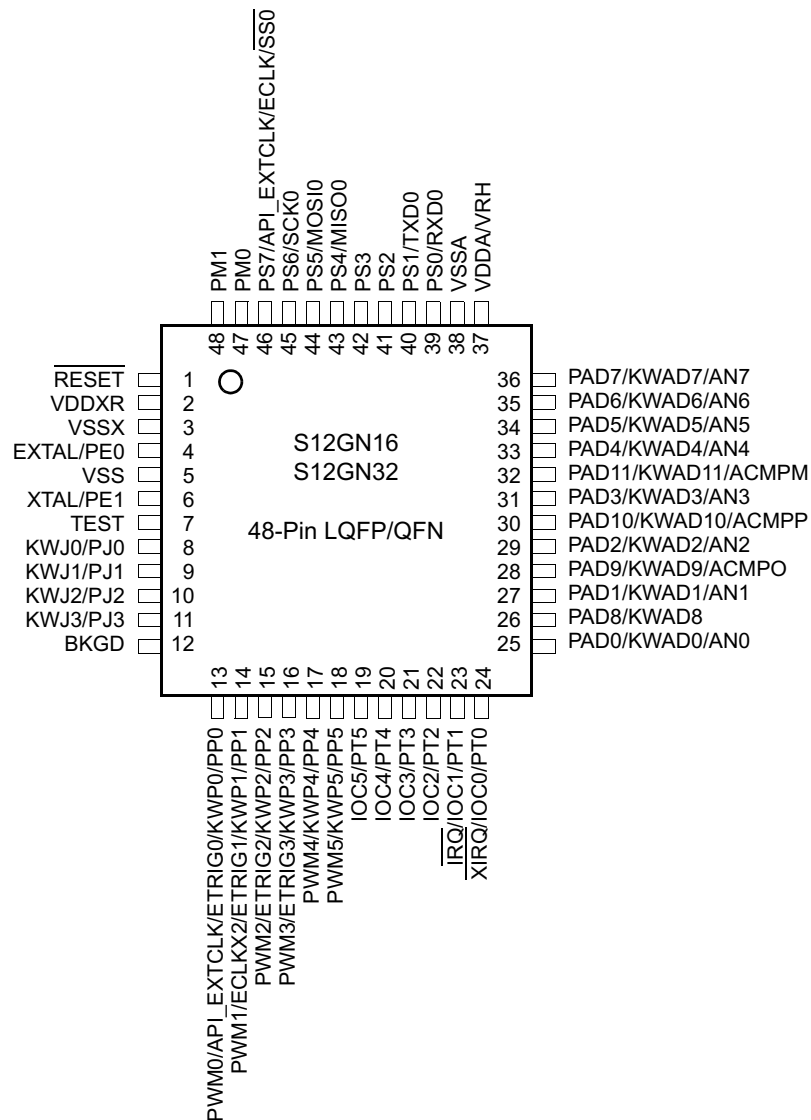 PS7/API_EXTCLK/ECLK/SS0
PM1
PM0
PS6/SCK0
PS5/MOSI0
PS4/MISO0
PS3
PS2
PS1/TXD0
PS0/RXD0
VSSA
VDDA/VRH
48
47
46
45
44
43
42
41
40
39
38
37
RESET 1
VDDXR 2
VSSX 3
EXTAL/PE0 4
VSS 5
XTAL/PE1 6
TEST 7
KWJ0/PJ0 8
KWJ1/PJ1 9
KWJ2/PJ2 10
KWJ3/PJ3 11
BKGD 12
S12GN16
S12GN32
48-Pin LQFP/QFN
36 PAD7/KWAD7/AN7
35 PAD6/KWAD6/AN6
34 PAD5/KWAD5/AN5
33 PAD4/KWAD4/AN4
32 PAD11/KWAD11/ACMPM
31 PAD3/KWAD3/AN3
30 PAD10/KWAD10/ACMPP
29 PAD2/KWAD2/AN2
28 PAD9/KWAD9/ACMPO
27 PAD1/KWAD1/AN1
26 PAD8/KWAD8
25 PAD0/KWAD0/AN0
13
14
15
16
17
18
19
20
21
22
23
24
PWM0/API_EXTCLK/ETRIG0/KWP0/PP0
PWM1/ECLKX2/ETRIG1/KWP1/PP1
PWM2/ETRIG2/KWP2/PP2
PWM3/ETRIG3/KWP3/PP3
PWM4/KWP4/PP4
PWM5/KWP5/PP5
IOC5/PT5
IOC4/PT4
IOC3/PT3
IOC2/PT2
IRQ/IOC1/PT1
XIRQ/IOC0/PT0